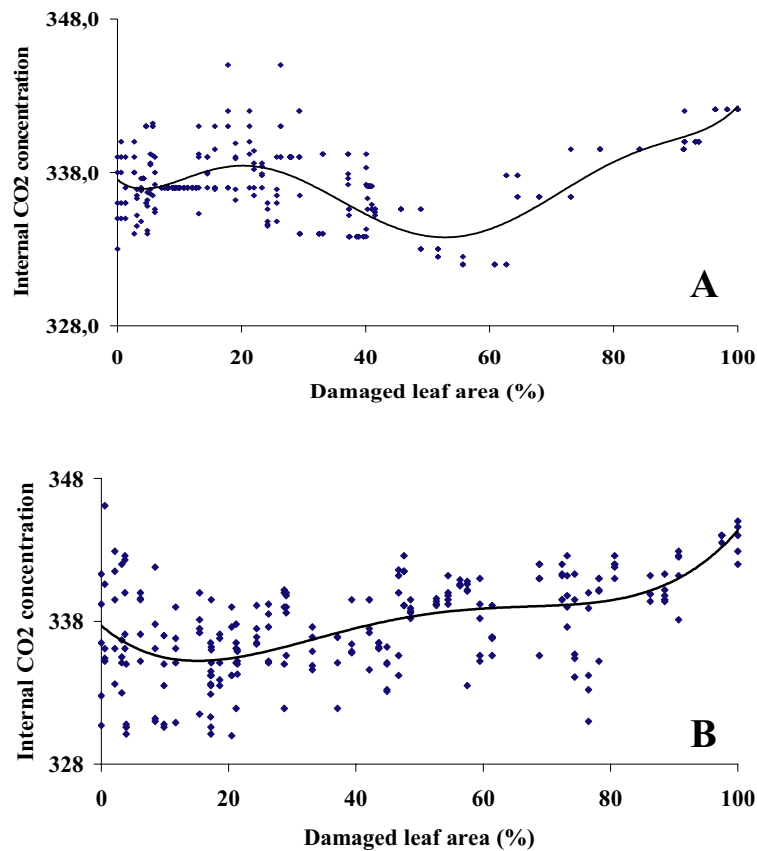 348,0
338,0
328,0
Internal CO2 concentration
A
0 20 40 60 80 100
Damaged leaf area (%)
348
338
328
Internal CO2 concentration
B
0 20 40 60 80 100
Damaged leaf area (%)